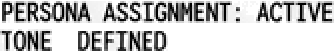 PERSONA ASSIGNMENT: ACTIVE
TONE DEFINED